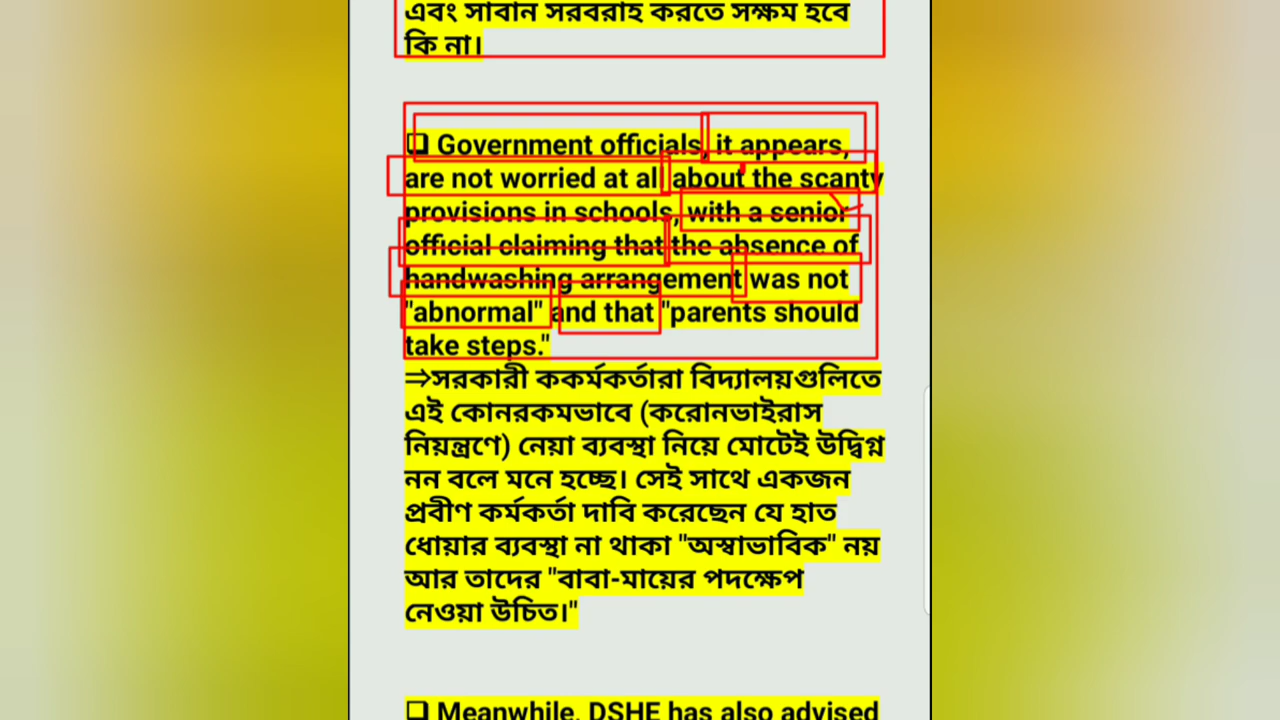 এবং সাবান সরবরাহ করতে সক্ষম হবে
কি না।
❑ Government officials, it appears,
are not worried at all about the scanty
provisions in schools, with a senior
official claiming that the absence of
handwashing arrangement was not
"abnormal" and that "parents should
take steps."
⇒সরকারী ককর্মকর্তারা বিদ্যালয়গুলিতে
এই কোনরকমভাবে (করোনভাইরাস
নিয়ন্ত্রণে) নেয়া ব্যবস্থা নিয়ে মোটেই উদ্বিগ্ন
নন বলে মনে হচ্ছে। সেই সাথে একজন
প্রবীণ কর্মকর্তা দাবি করেছেন যে হাত
ধোয়ার ব্যবস্থা না থাকা "অস্বাভাবিক" নয়
আর তাদের "বাবা-মায়ের পদক্ষেপ
নেওয়া উচিত।"
❑ Meanwhile, DSHE has also advised